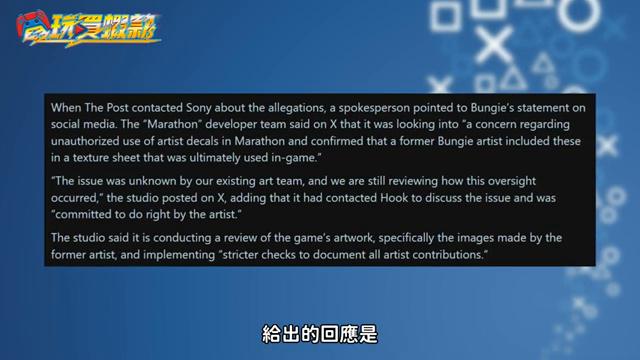 玩具蝦款
When The Post contacted Sony about the allegations, a spokesperson pointed to Bungie's statement on
social media. The “Marathon” developer team said on X that it was looking into “a concern regarding
unauthorized use of artist decals in Marathon and confirmed that a former Bungie artist included these
in a texture sheet that was ultimately used in-game.”
“The issue was unknown by our existing art team, and we are still reviewing how this oversight
occurred,” the studio posted on X, adding that it had contacted Hook to discuss the issue and was
“committed to do right by the artist.”
The studio said it is conducting a review of the game's artwork, specifically the images made by the
former artist, and implementing “stricter checks to document all artist contributions.”
給出的回應是